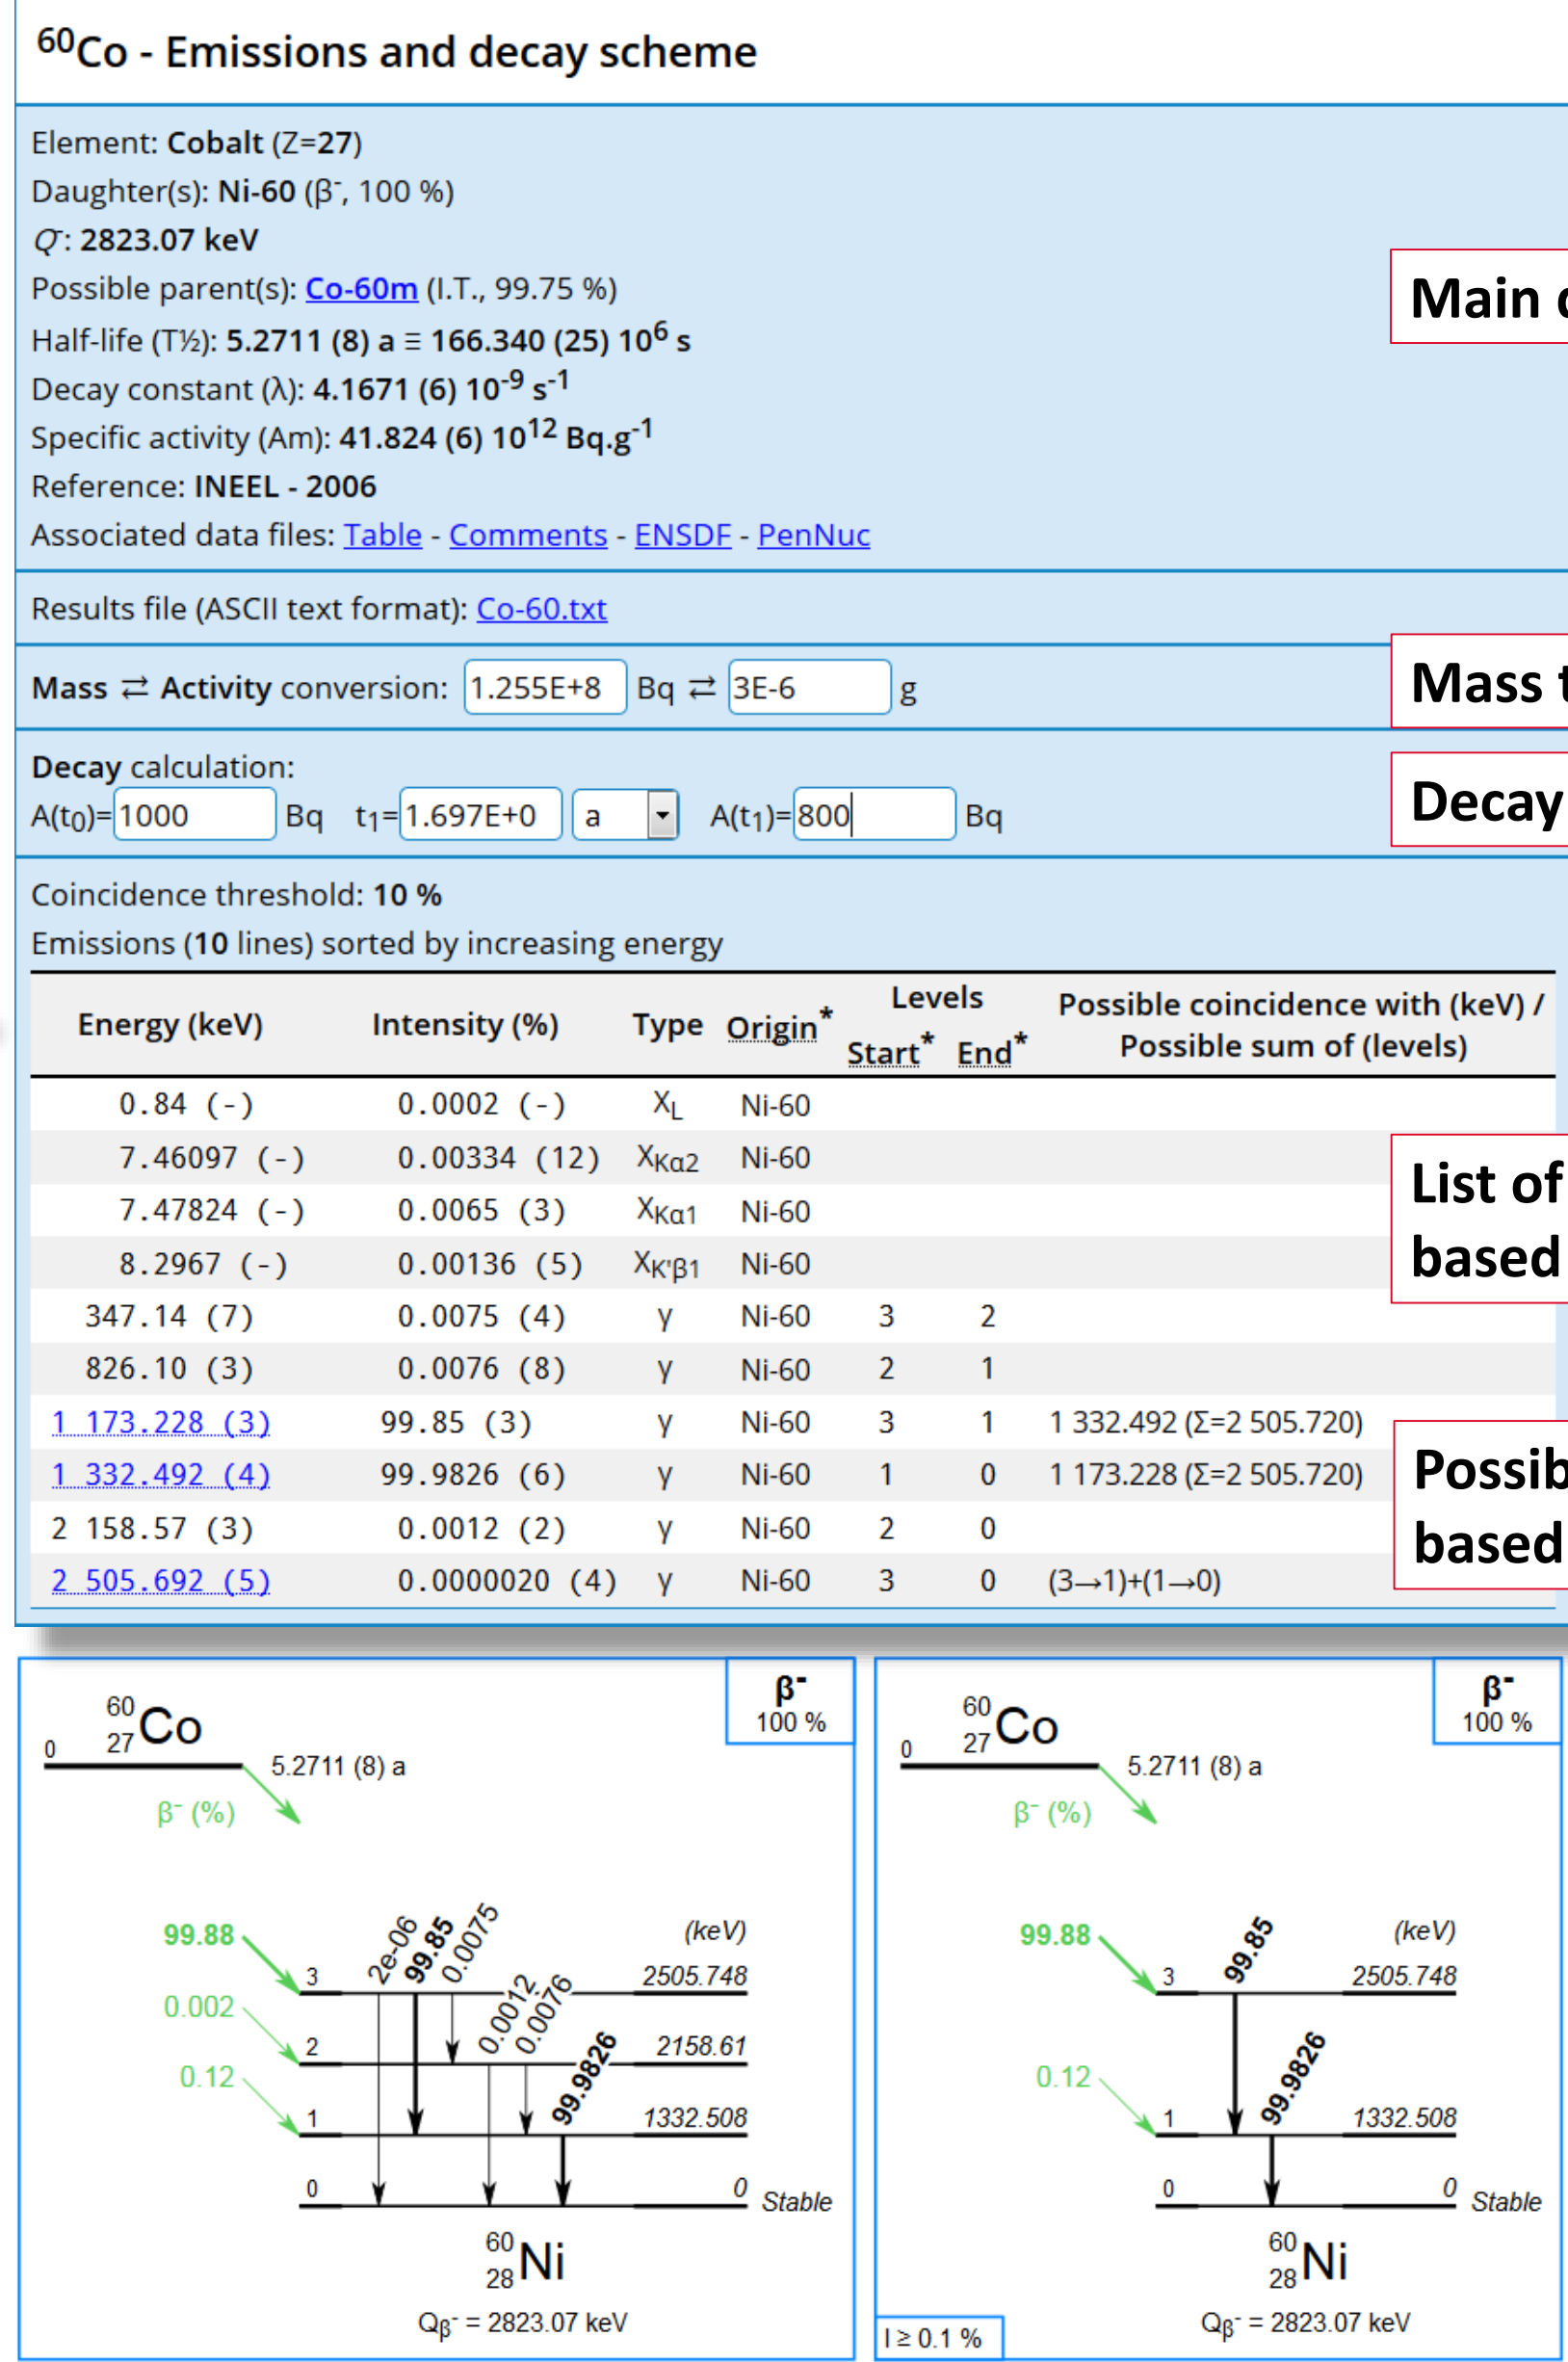 60Co - Emissions and decay scheme
Element: Cobalt (Z=27)
Daughter(s): Ni-60 (β-, 100 %)
Q-: 2823.07 keV
Possible parent(s): Co-60m (I.T., 99.75 %)
Main
Half-life (T½): 5.2711 (8) a ≡ 166.340 (25) 10^6 s
Decay constant (λ): 4.1671 (6) 10^-9 s^-1
Specific activity (Am): 41.824 (6) 10^12 Bq.g^-1
Reference: INEEL - 2006
Associated data files: Table - Comments - ENSDF - PenNuc
Results file (ASCII text format): Co-60.txt
Mass ⇄ Activity conversion: 1.255E+8 Bq ⇄ 3E-6 g
Mass
Decay calculation:
A(t0)= 1000 Bq t1= 1.697E+0 a A(t1)= 800 Bq
Decay
Coincidence threshold: 10 %
Emissions (10 lines) sorted by increasing energy
Energy (keV) Intensity (%) Type Origin* Levels Start* End* Possible coincidence with (keV) / Possible sum of (levels)
0.84 (-) 0.0002 (-) XL Ni-60
7.46097 (-) 0.00334 (12) XKα2 Ni-60
7.47824 (-) 0.0065 (3) XKα1 Ni-60
List of
8.2967 (-) 0.00136 (5) XK'β1 Ni-60
based
347.14 (7) 0.0075 (4) γ Ni-60 3 2
826.10 (3) 0.0076 (8) γ Ni-60 2 1
1 173.228 (3) 99.85 (3) γ Ni-60 3 1 1 332.492 (Σ=2 505.720)
1 332.492 (4) 99.9826 (6) γ Ni-60 1 0 1 173.228 (Σ=2 505.720)
2 158.57 (3) 0.0012 (2) γ Ni-60 2 0
based
2 505.692 (5) 0.0000020 (4) γ Ni-60 3 0 (3→1)+(1→0)
β-
100 %
60
27 Co
0
5.2711 (8) a
β- (%)
99.88
2e-06
99.85
0.0075
(keV)
3
2505.748
0.002
0.0012
0.0076
2
2158.61
0.12
99.9826
1
1332.508
0
0 Stable
60
28 Ni
Qβ- = 2823.07 keV
β-
100 %
60
27 Co
0
5.2711 (8) a
β- (%)
99.88
99.85
(keV)
3
2505.748
0.12
99.9826
1
1332.508
0
0 Stable
60
28 Ni
Qβ- = 2823.07 keV
I ≥ 0.1 %